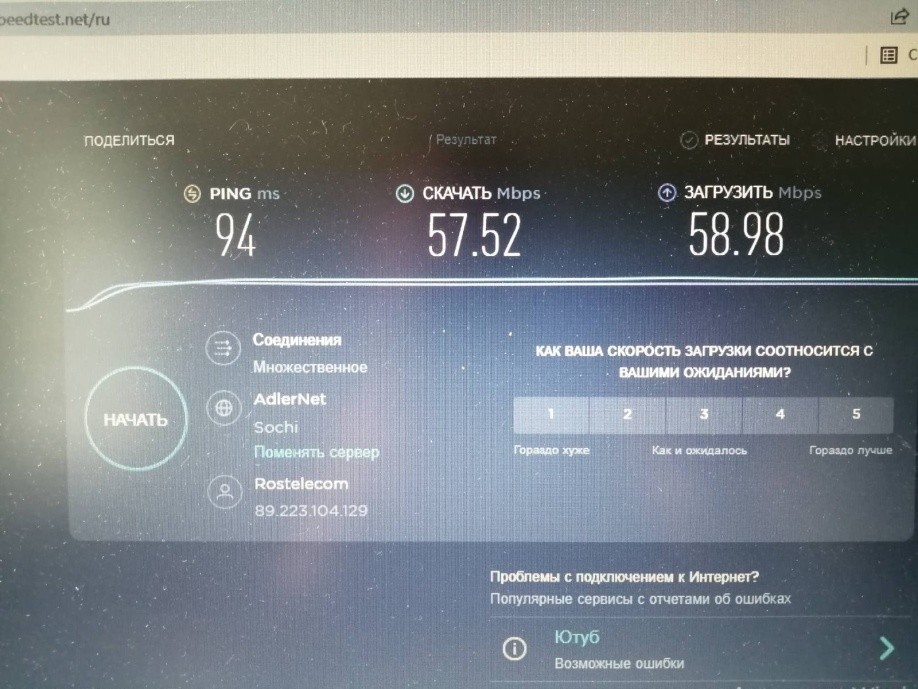 peedtest.net/ru
С
ПОДЕЛИТЬСЯ
Результат
РЕЗУЛЬТАТЫ
НАСТРОЙКИ
PING ms
94
СКАЧАТЬ Mbps
57.52
ЗАГРУЗИТЬ Mbps
58.98
НАЧАТЬ
Соединения
Множественное
AdlerNet
Sochi
Поменять сервер
Rostelecom
89.223.104.129
КАК ВАША СКОРОСТЬ ЗАГРУЗКИ СООТНОСИТСЯ С
ВАШИМИ ОЖИДАНИЯМИ?
1 2 3 4 5
Гораздо хуже Как и ожидалось Гораздо лучше
Проблемы с подключением к Интернет?
Популярные сервисы с отчетами об ошибках
Ютуб
Возможные ошибки